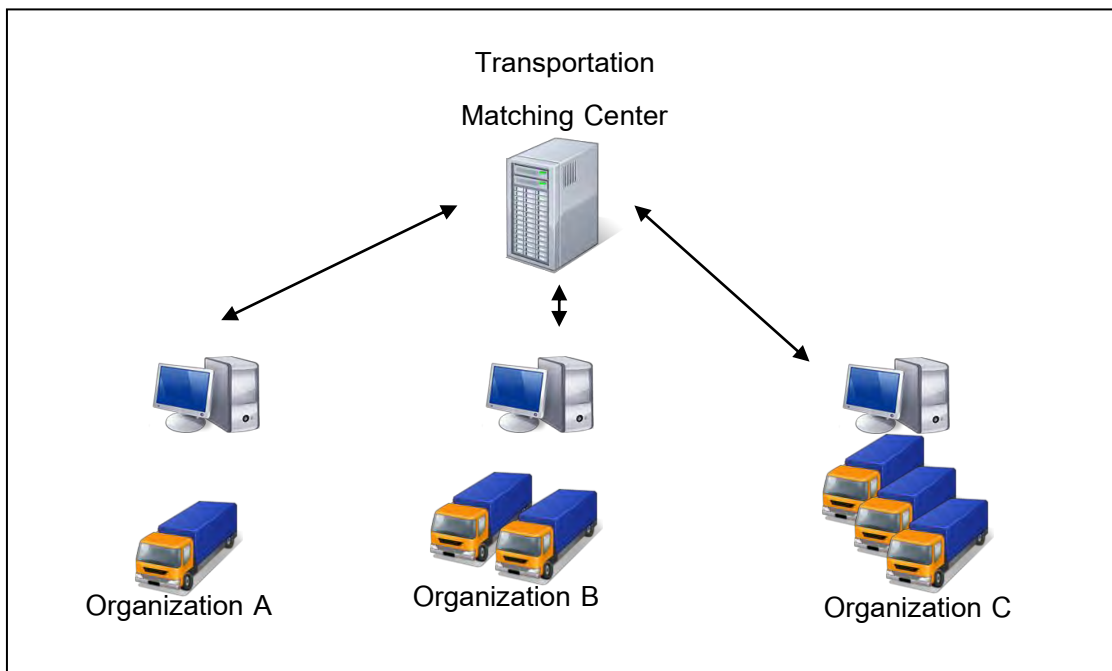 Transportation
Matching Center
Organization A
Organization B
Organization C